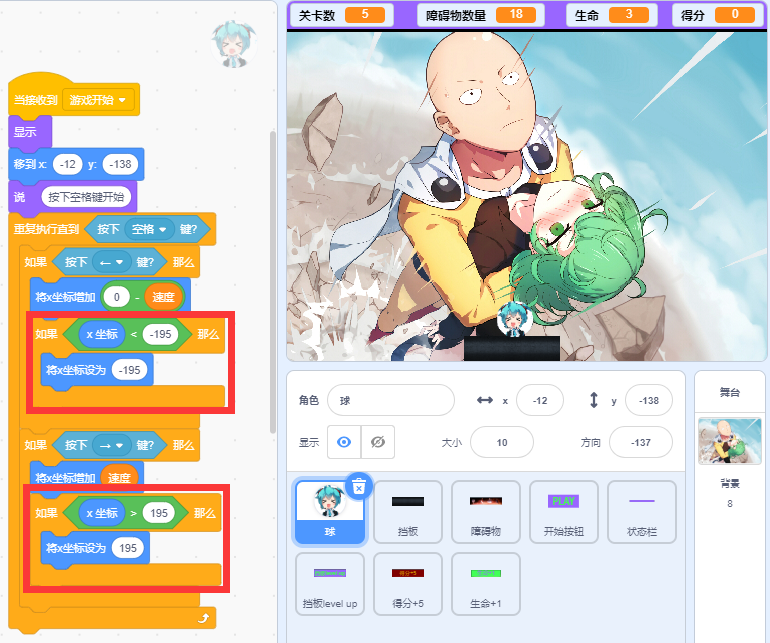 关卡数 5 障碍物数量 18 生命 3 得分 0
当接收到 游戏开始
显示
移到 x: -12 y: -138
说 按下空格键开始
重复执行直到 按下 空格 键?
如果 按下 ← 键? 那么
将x坐标增加 0 - 速度
如果 x 坐标 < -195 那么
将x坐标设为 -195
如果 按下 → 键? 那么
将x坐标增加 速度
如果 x 坐标 > 195 那么
将x坐标设为 195
角色 球 x -12 y -138
显示 大小 10 方向 -137
球
挡板
障碍物
PLAY
开始按钮
状态栏
挡板level up
得分+5
得分+5
生命+1
舞台
背景
8